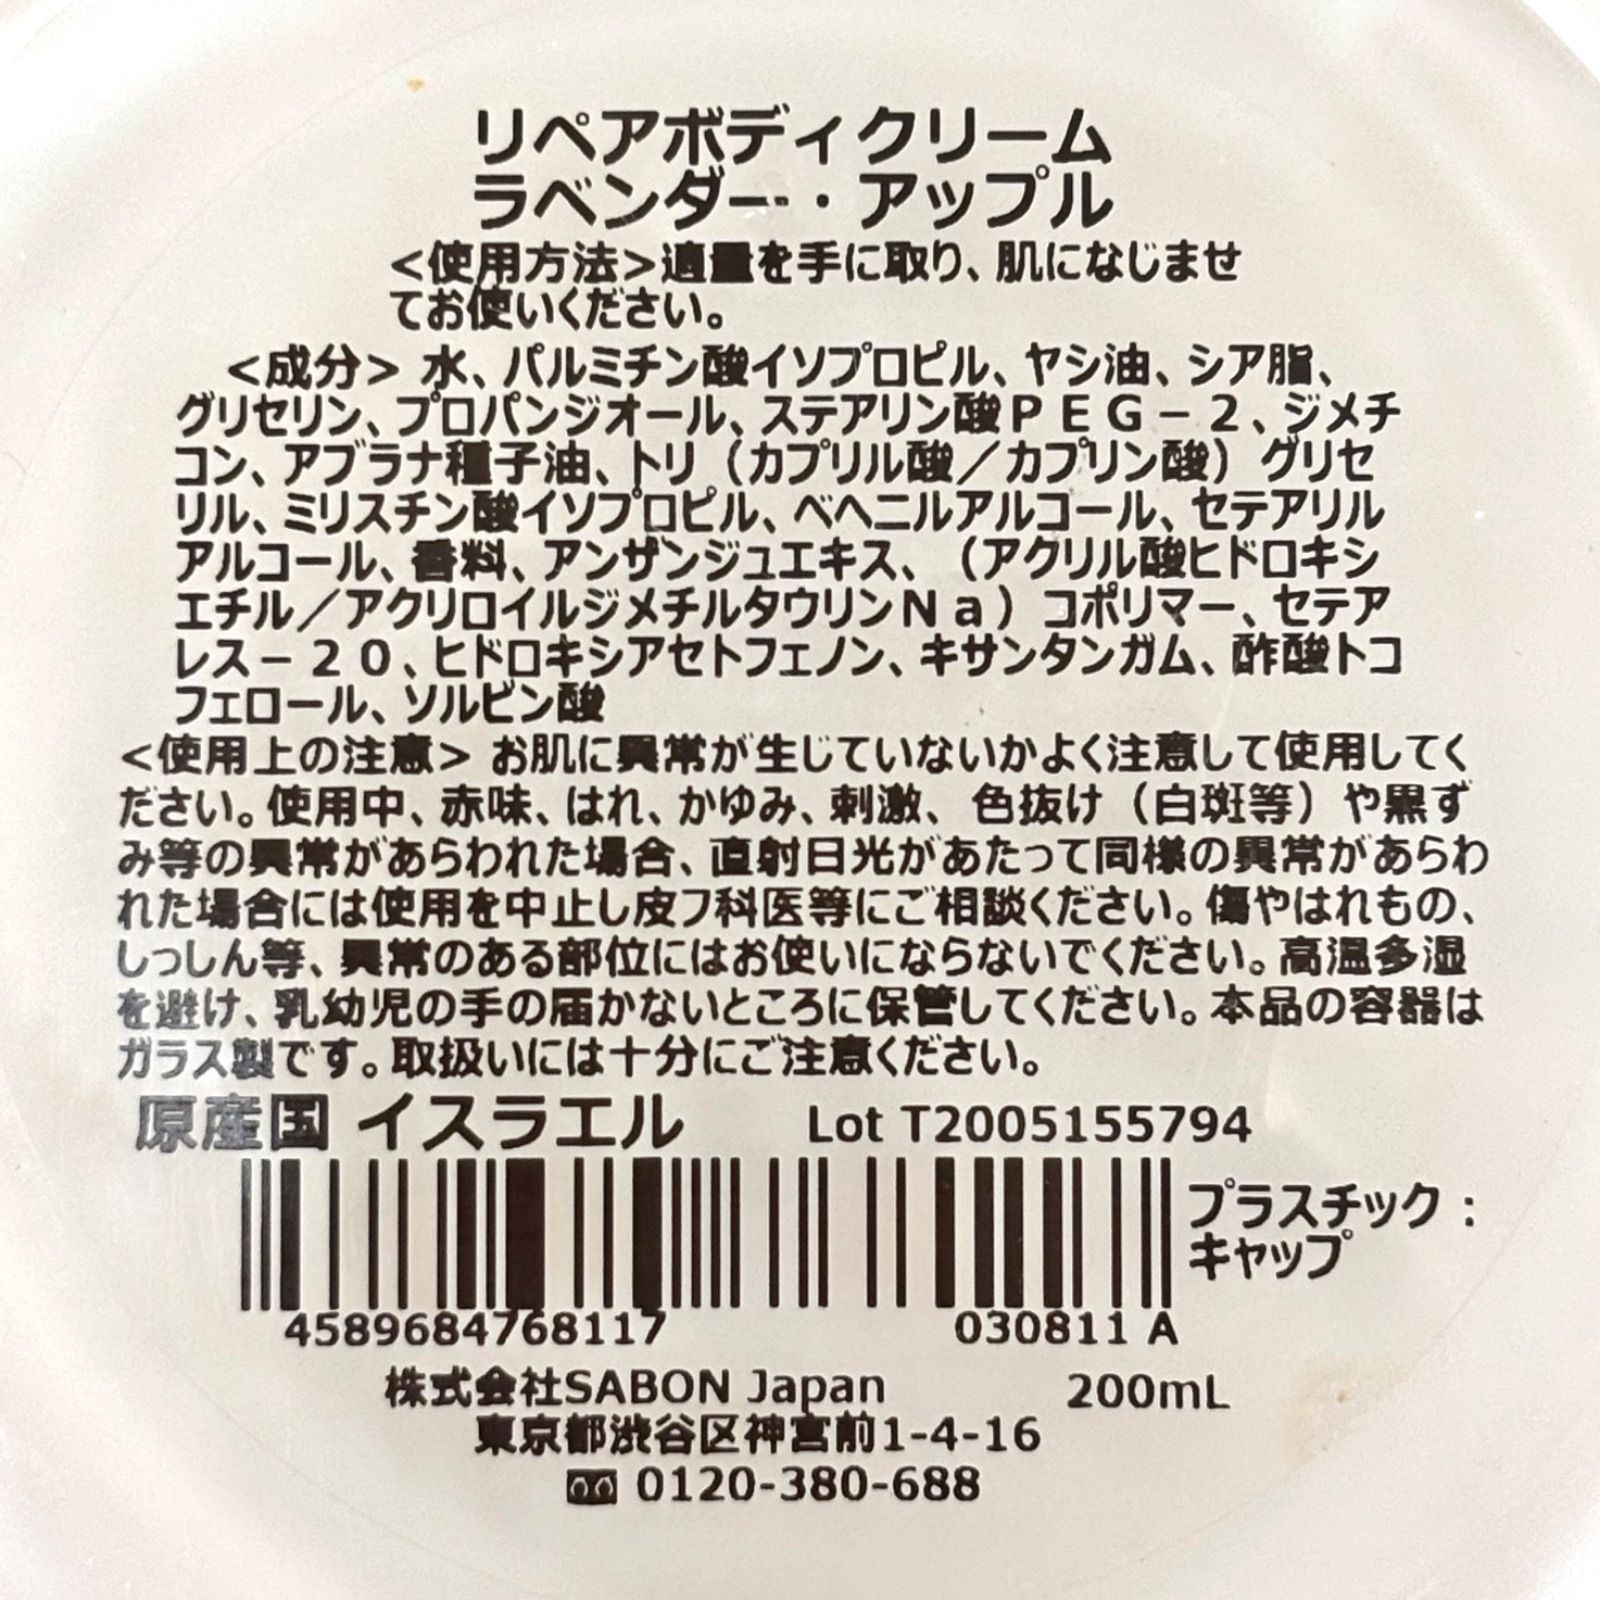 リペアボディクリーム
ラベンダー・アップル
<使用方法>適量を手に取り、肌になじませ
てお使いください。
<成分> 水、パルミチン酸イソプロピル、ヤシ油、シア脂、
グリセリン、プロパンジオール、ステアリン酸PEG－2、ジメチ
コン、アブラナ種子油、トリ（カプリル酸／カプリン酸）グリセ
リル、ミリスチン酸イソプロピル、ベヘニルアルコール、セテアリル
アルコール、香料、アンザンジュエキス、（アクリル酸ヒドロキシ
エチル／アクリロイルジメチルタウリンNa）コポリマー、セテア
レス－20、ヒドロキシアセトフェノン、キサンタンガム、酢酸トコ
フェロール、ソルビン酸
<使用上の注意> お肌に異常が生じていないかよく注意して使用してく
ださい。使用中、赤味、はれ、かゆみ、刺激、色抜け（白斑等）や黒ず
み等の異常があらわれた場合、直射日光があたって同様の異常があらわ
れた場合には使用を中止し皮フ科医等にご相談ください。傷やはれもの、
しっしん等、異常のある部位にはお使いにならないでください。高温多湿
を避け、乳幼児の手の届かないところに保管してください。本品の容器は
ガラス製です。取扱いには十分にご注意ください。
原産国 イスラエル Lot T2005155794
プラスチック：
キャップ
4589684768117 030811 A
株式会社SABON Japan 200mL
東京都渋谷区神宮前1-4-16
0120-380-688